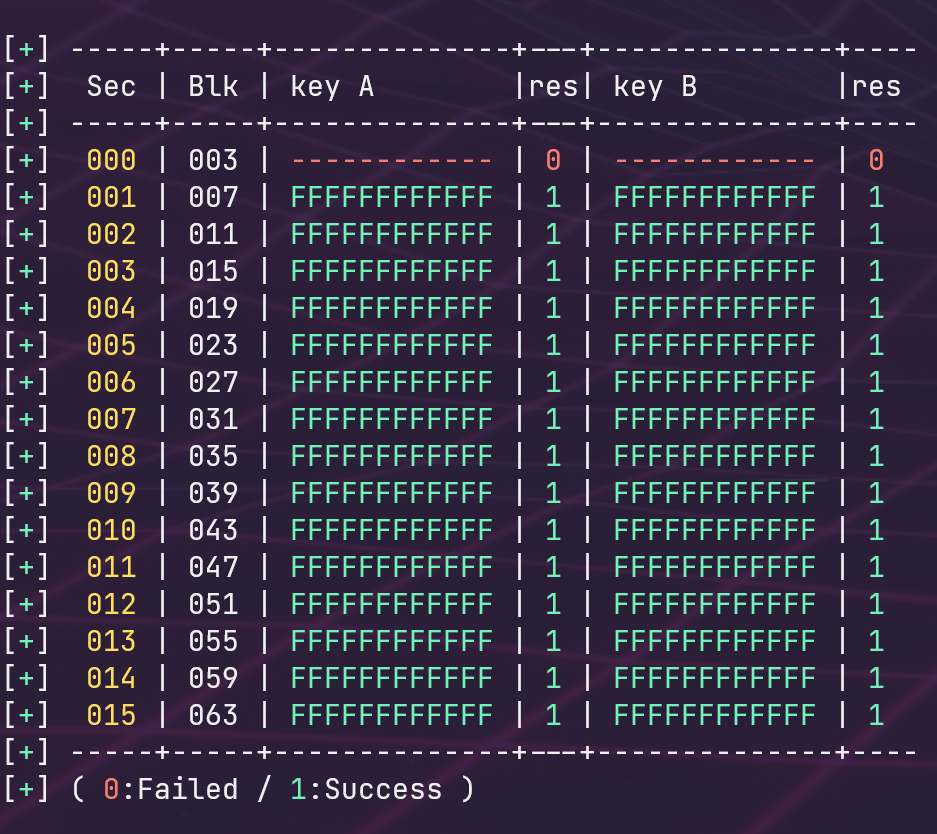 [+] -----+-----+--------------+---+--------------+----
[+]  Sec | Blk | key A        |res| key B        |res
[+] -----+-----+--------------+---+--------------+----
[+]  000 | 003 | ------------ | 0 | ------------ | 0
[+]  001 | 007 | FFFFFFFFFFFF | 1 | FFFFFFFFFFFF | 1
[+]  002 | 011 | FFFFFFFFFFFF | 1 | FFFFFFFFFFFF | 1
[+]  003 | 015 | FFFFFFFFFFFF | 1 | FFFFFFFFFFFF | 1
[+]  004 | 019 | FFFFFFFFFFFF | 1 | FFFFFFFFFFFF | 1
[+]  005 | 023 | FFFFFFFFFFFF | 1 | FFFFFFFFFFFF | 1
[+]  006 | 027 | FFFFFFFFFFFF | 1 | FFFFFFFFFFFF | 1
[+]  007 | 031 | FFFFFFFFFFFF | 1 | FFFFFFFFFFFF | 1
[+]  008 | 035 | FFFFFFFFFFFF | 1 | FFFFFFFFFFFF | 1
[+]  009 | 039 | FFFFFFFFFFFF | 1 | FFFFFFFFFFFF | 1
[+]  010 | 043 | FFFFFFFFFFFF | 1 | FFFFFFFFFFFF | 1
[+]  011 | 047 | FFFFFFFFFFFF | 1 | FFFFFFFFFFFF | 1
[+]  012 | 051 | FFFFFFFFFFFF | 1 | FFFFFFFFFFFF | 1
[+]  013 | 055 | FFFFFFFFFFFF | 1 | FFFFFFFFFFFF | 1
[+]  014 | 059 | FFFFFFFFFFFF | 1 | FFFFFFFFFFFF | 1
[+]  015 | 063 | FFFFFFFFFFFF | 1 | FFFFFFFFFFFF | 1
[+] -----+-----+--------------+---+--------------+----
[+] ( 0:Failed / 1:Success )